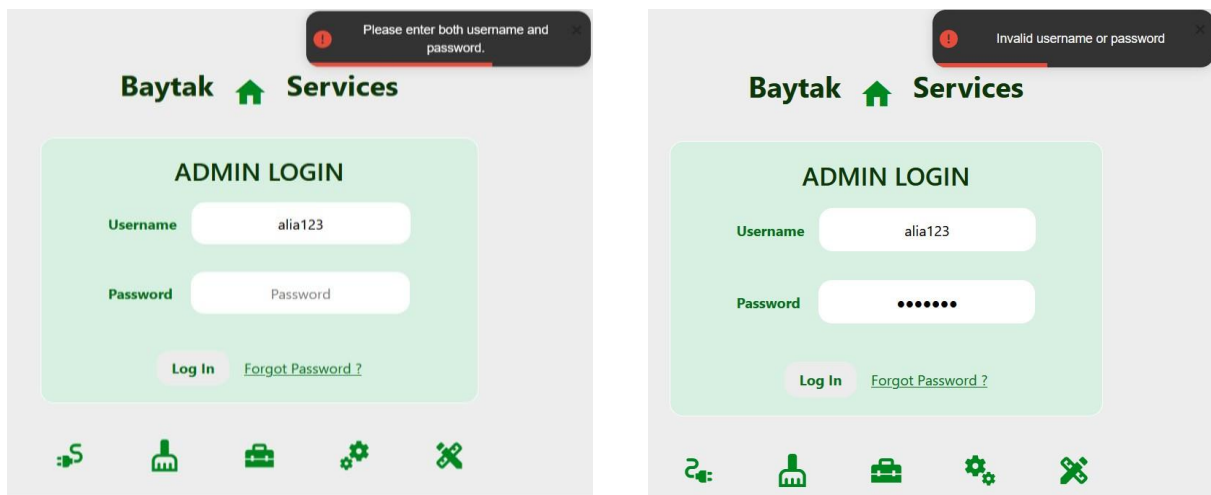 Please enter both username and
password.
Baytak Services
ADMIN LOGIN
Username alia123
Password Password
Log In Forgot Password ?
Invalid username or password
Baytak Services
ADMIN LOGIN
Username alia123
Password •••••••
Log In Forgot Password ?